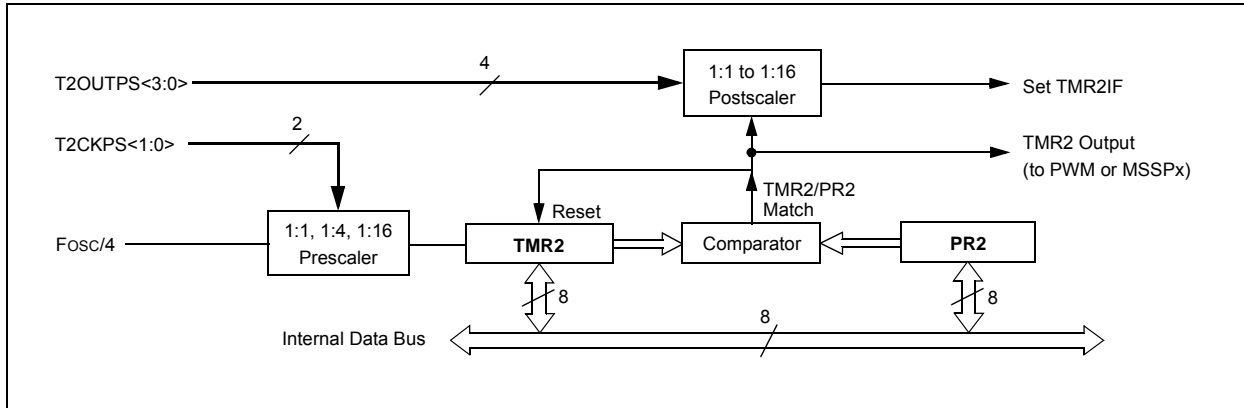 4
1:1 to 1:16
T2OUTPS<3:0>
Postscaler
Set TMR2IF
2
T2CKPS<1:0>
TMR2 Output
(to PWM or MSSPx)
TMR2/PR2
Match
Reset
1:1, 1:4, 1:16
Prescaler
FOSC/4
TMR2
Comparator
PR2
8
8
8
Internal Data Bus